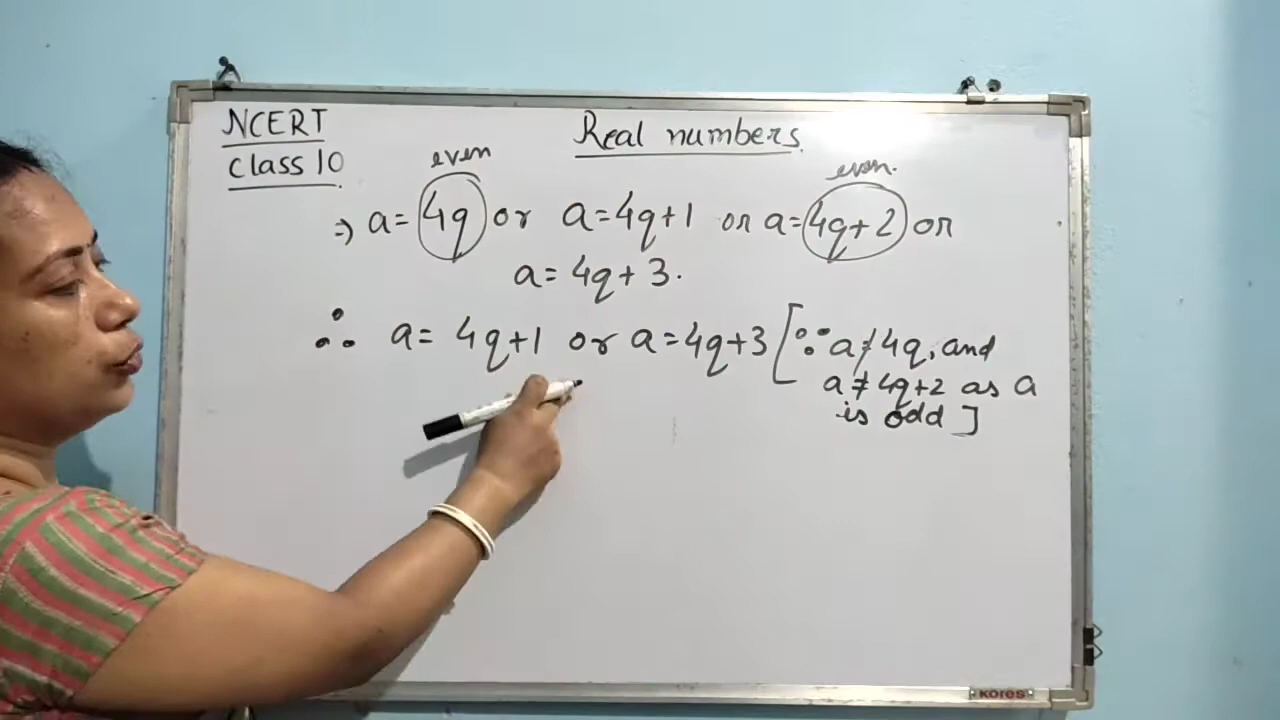 NCERT
Class 10
Real numbers.
even
even.
⇒ a = 4q or a = 4q+1 or a = 4q+2 or
a = 4q + 3.
∴ a = 4q+1 or a = 4q+3 [∵ a ≠ 4q, and
a ≠ 4q+2 as a
is odd ]
kores